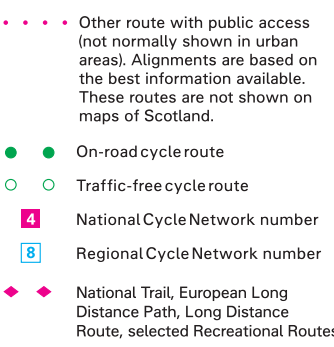 Other route with public access
(not normally shown in urban
areas). Alignments are based on
the best information available.
These routes are not shown on
maps of Scotland.
On-road cycle route
Traffic-free cycle route
4 National Cycle Network number
8 Regional Cycle Network number
National Trail, European Long
Distance Path, Long Distance
Route, selected Recreational Routes